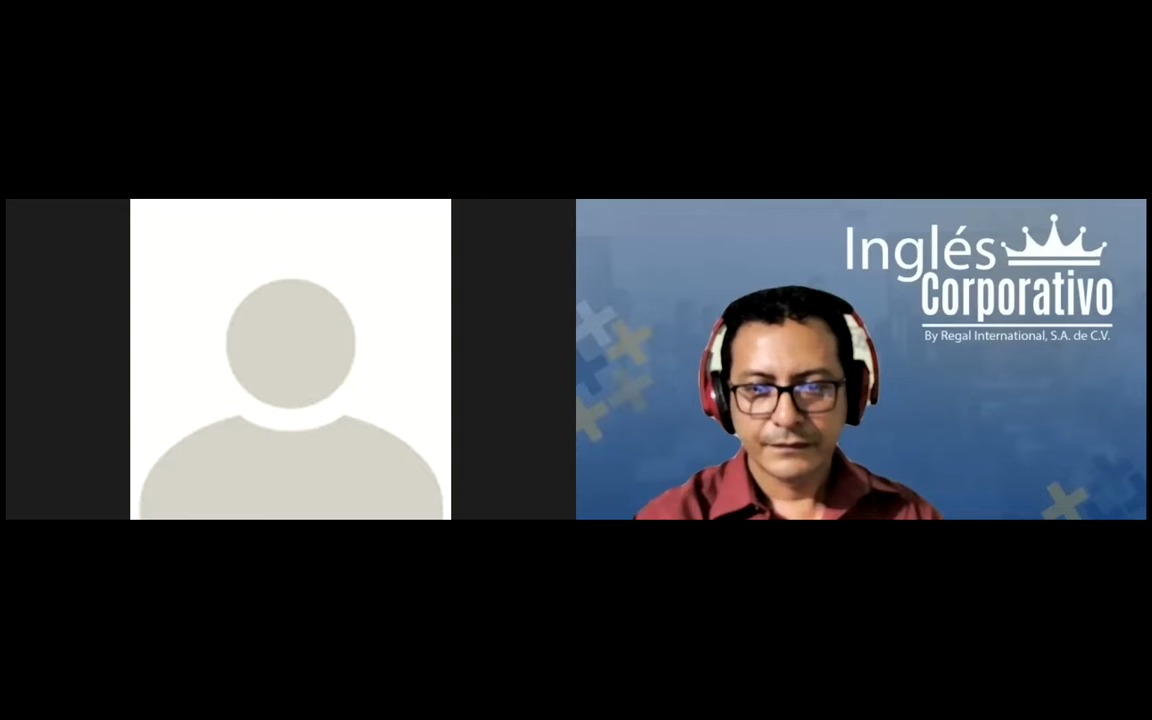 Inglés
Corporativo
By Regal International, S.A. de C.V.